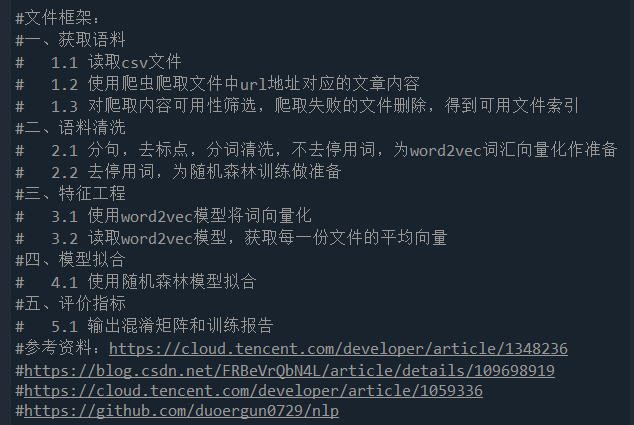 #文件框架：
#一、获取语料
#   1.1 读取csv文件
#   1.2 使用爬虫爬取文件中url地址对应的文章内容
#   1.3 对爬取内容可用性筛选，爬取失败的文件删除，得到可用文件索引
#二、语料清洗
#   2.1 分句，去标点，分词清洗，不去停用词，为word2vec词汇向量化作准备
#   2.2 去停用词，为随机森林训练做准备
#三、特征工程
#   3.1 使用word2vec模型将词向量化
#   3.2 读取word2vec模型，获取每一份文件的平均向量
#四、模型拟合
#   4.1 使用随机森林模型拟合
#五、评价指标
#   5.1 输出混淆矩阵和训练报告
#参考资料：https://cloud.tencent.com/developer/article/1348236
#https://blog.csdn.net/FRBeVrQbN4L/article/details/109698919
#https://cloud.tencent.com/developer/article/1059336
#https://github.com/duoergun0729/nlp